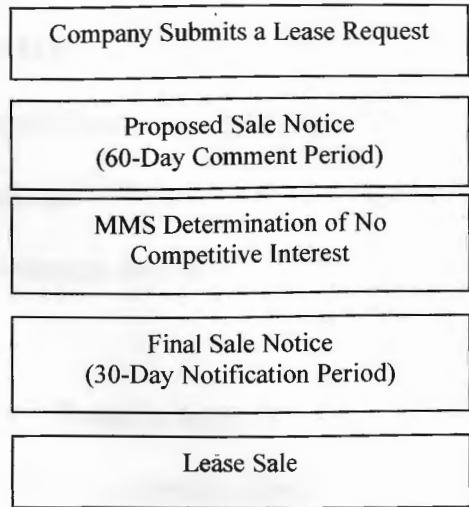 Company Submits a Lease Request
Proposed Sale Notice
(60-Day Comment Period)
MMS Determination of No
Competitive Interest
Final Sale Notice
(30-Day Notification Period)
Lease Sale